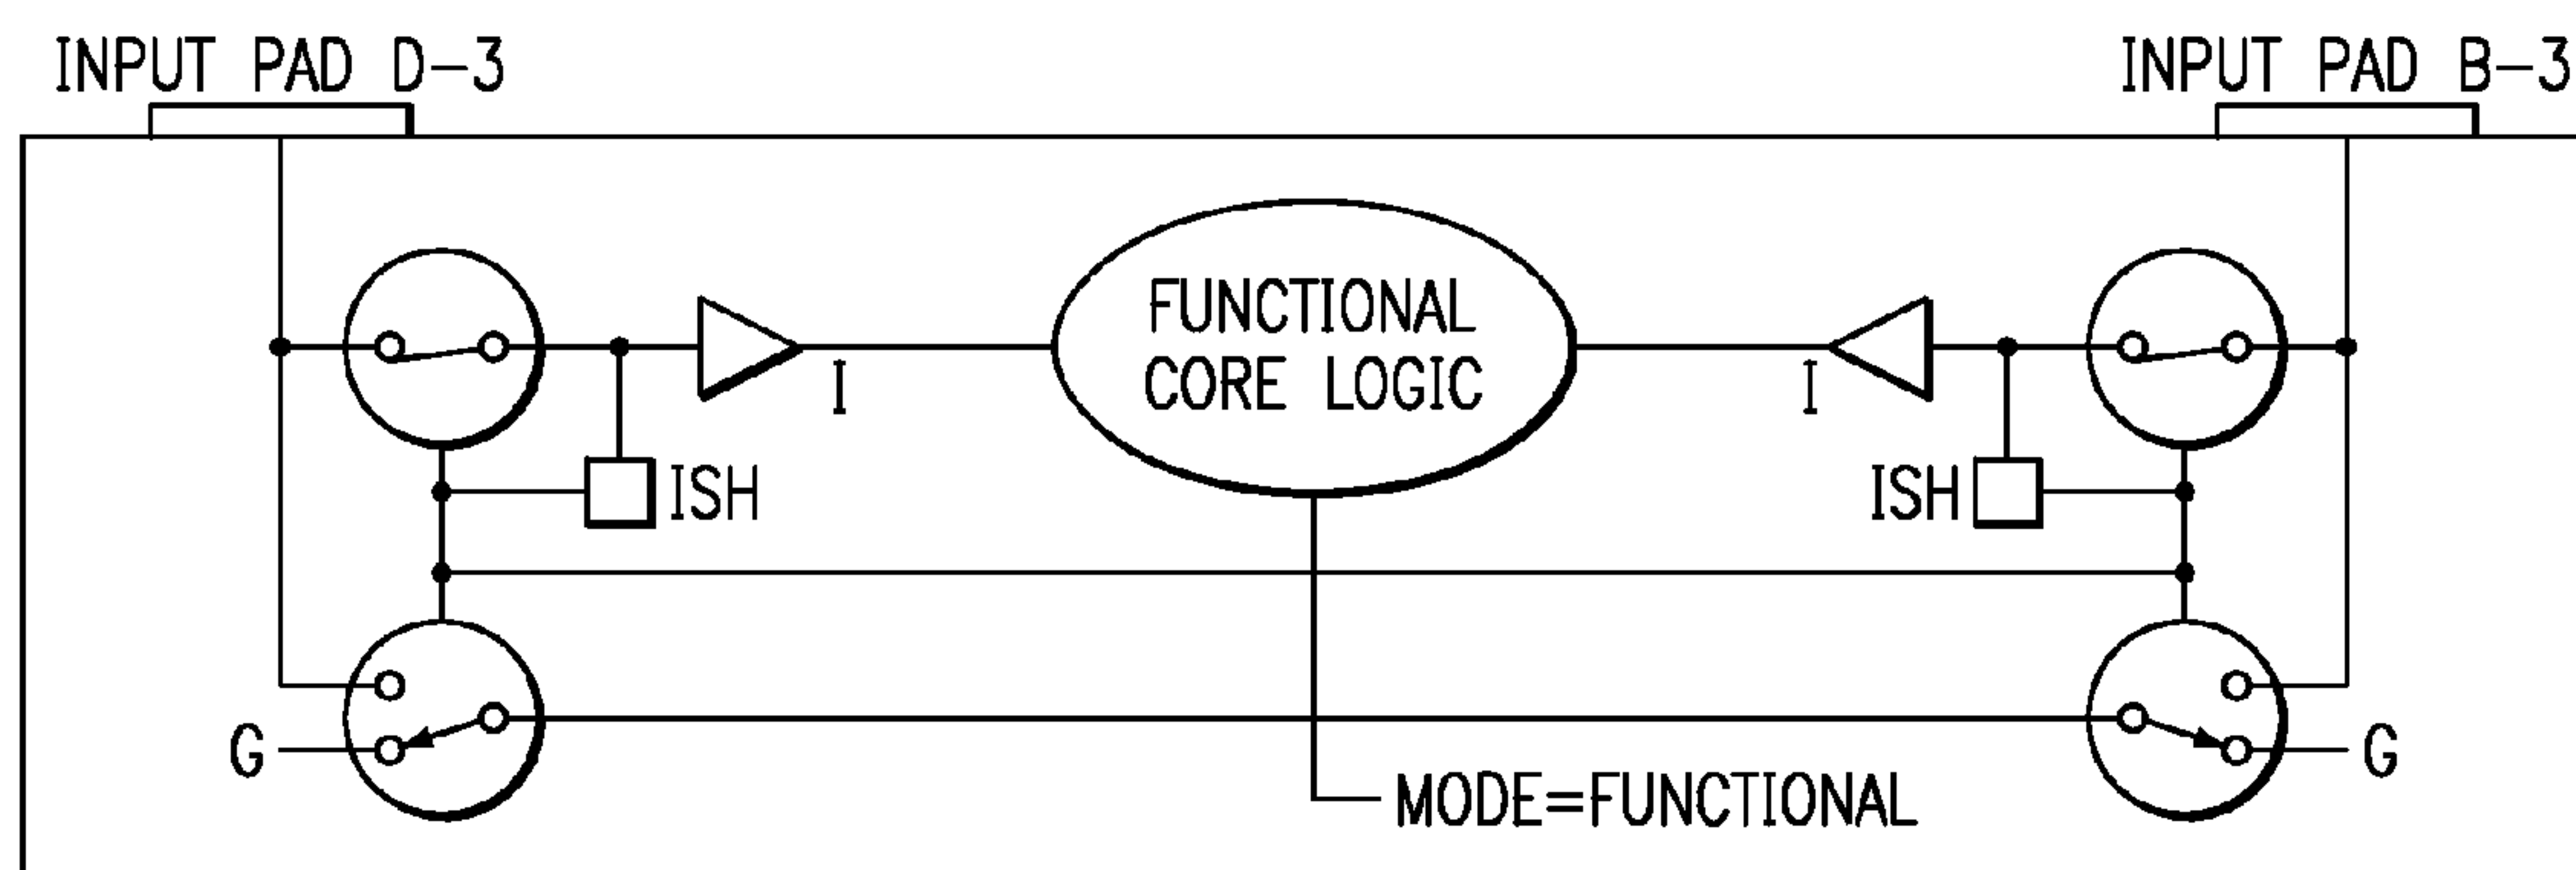 INPUT PAD D-3
INPUT PAD B-3
FUNCTIONAL
CORE LOGIC
I
I
ISH
ISH
G
G
MODE=FUNCTIONAL